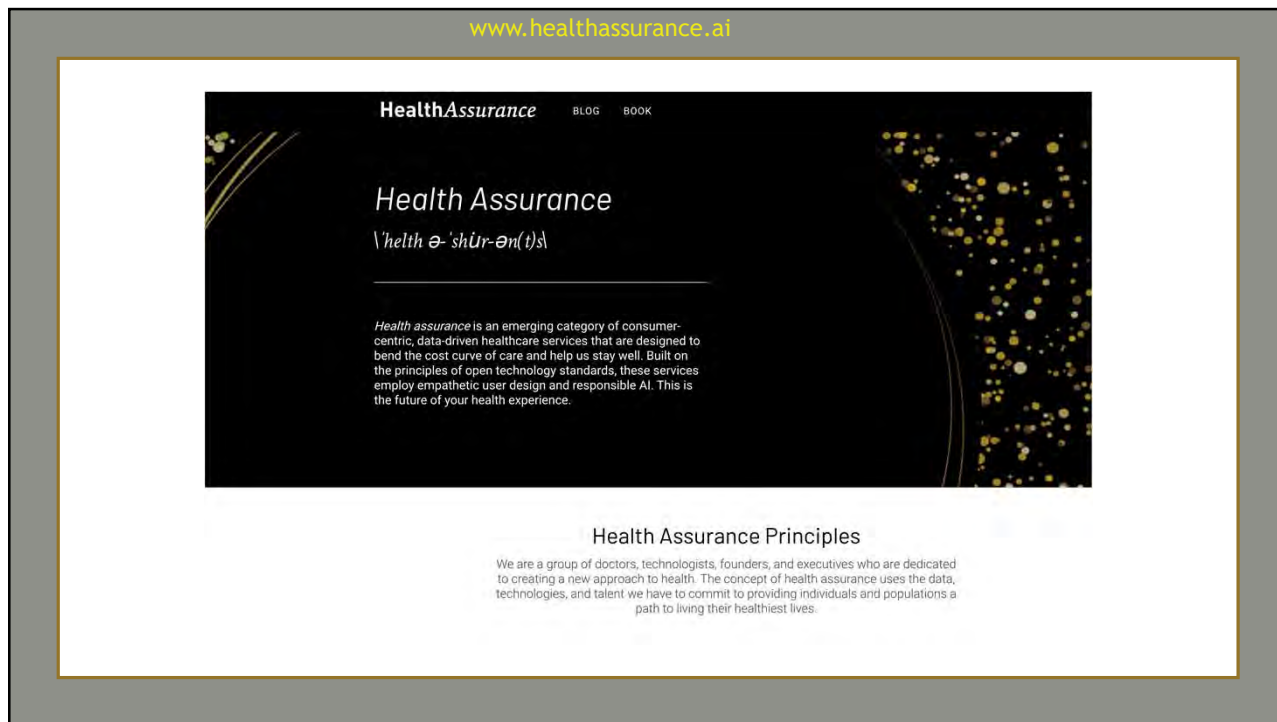 www.healthassurance.ai
HealthAssurance BLOG BOOK
Health Assurance
\ˈhelth ə-ˈshu̇r-ən(t)s\
Health assurance is an emerging category of consumer-
centric, data-driven healthcare services that are designed to
bend the cost curve of care and help us stay well. Built on
the principles of open technology standards, these services
employ empathetic user design and responsible AI. This is
the future of your health experience.
Health Assurance Principles
We are a group of doctors, technologists, founders, and executives who are dedicated
to creating a new approach to health. The concept of health assurance uses the data,
technologies, and talent we have to commit to providing individuals and populations a
path to living their healthiest lives.